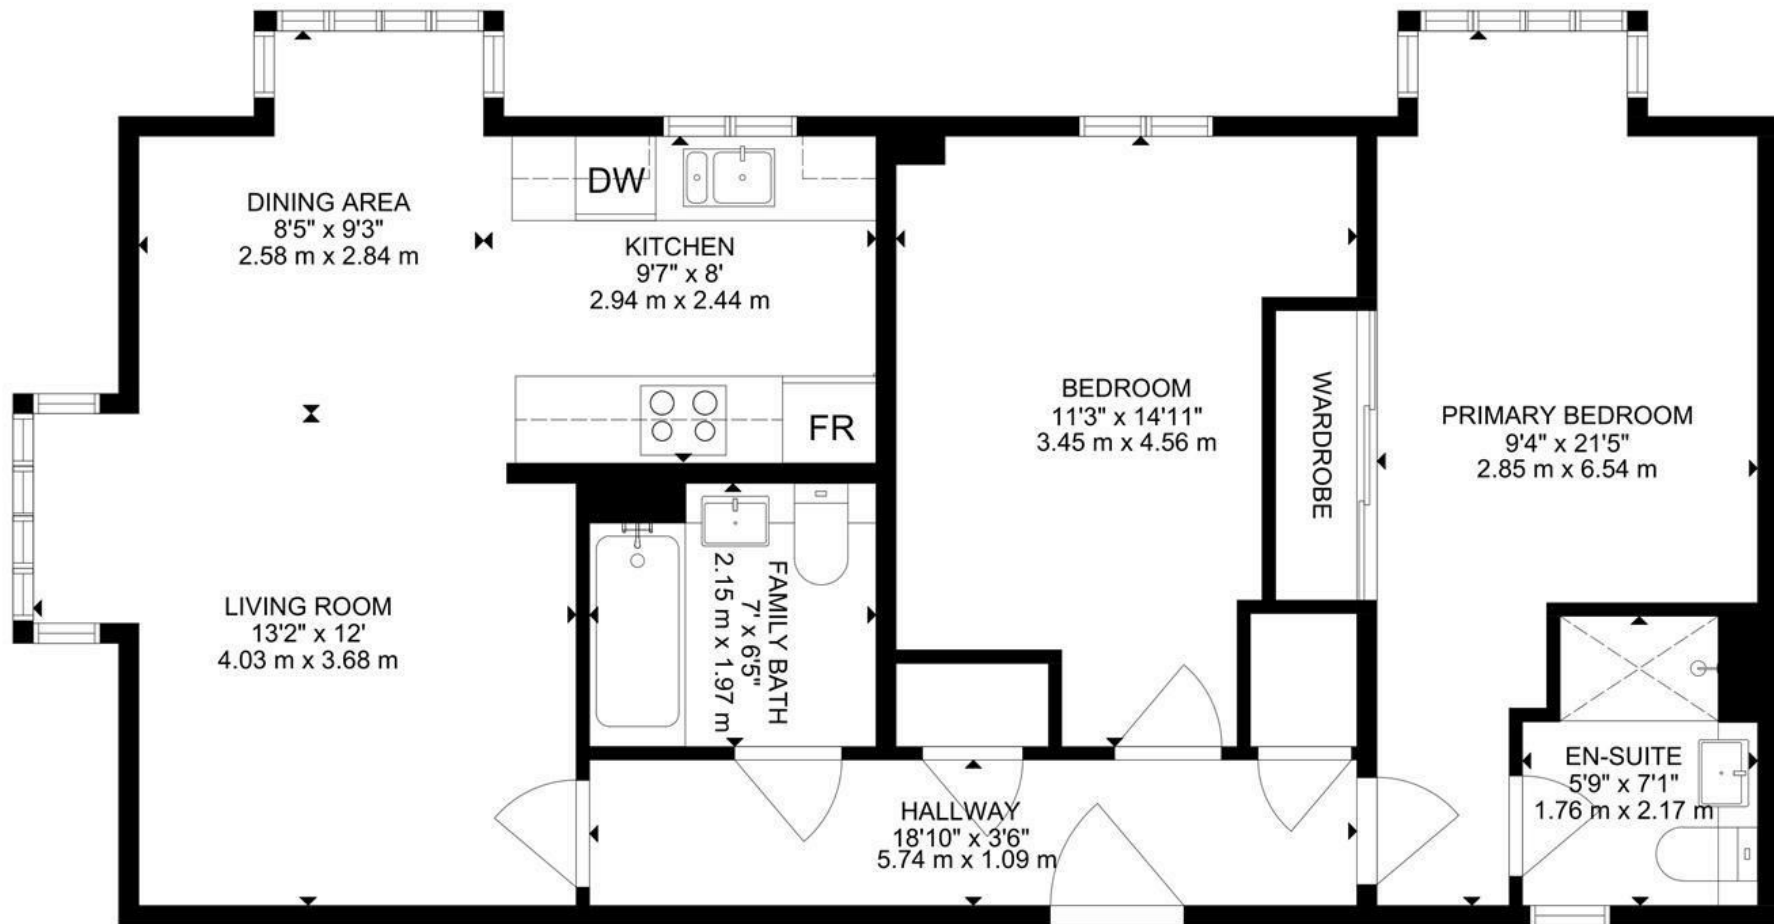 DINING AREA
8'5" x 9'3"
2.58 m x 2.84 m
DW
KITCHEN
9'7" x 8'
2.94 m x 2.44 m
FR
BEDROOM
11'3" x 14'11"
3.45 m x 4.56 m
WARDROBE
PRIMARY BEDROOM
9'4" x 21'5"
2.85 m x 6.54 m
LIVING ROOM
13'2" x 12'
4.03 m x 3.68 m
FAMILY BATH
7' x 6'5"
2.15 m x 1.97 m
HALLWAY
18'10" x 3'6"
5.74 m x 1.09 m
EN-SUITE
5'9" x 7'1"
1.76 m x 2.17 m